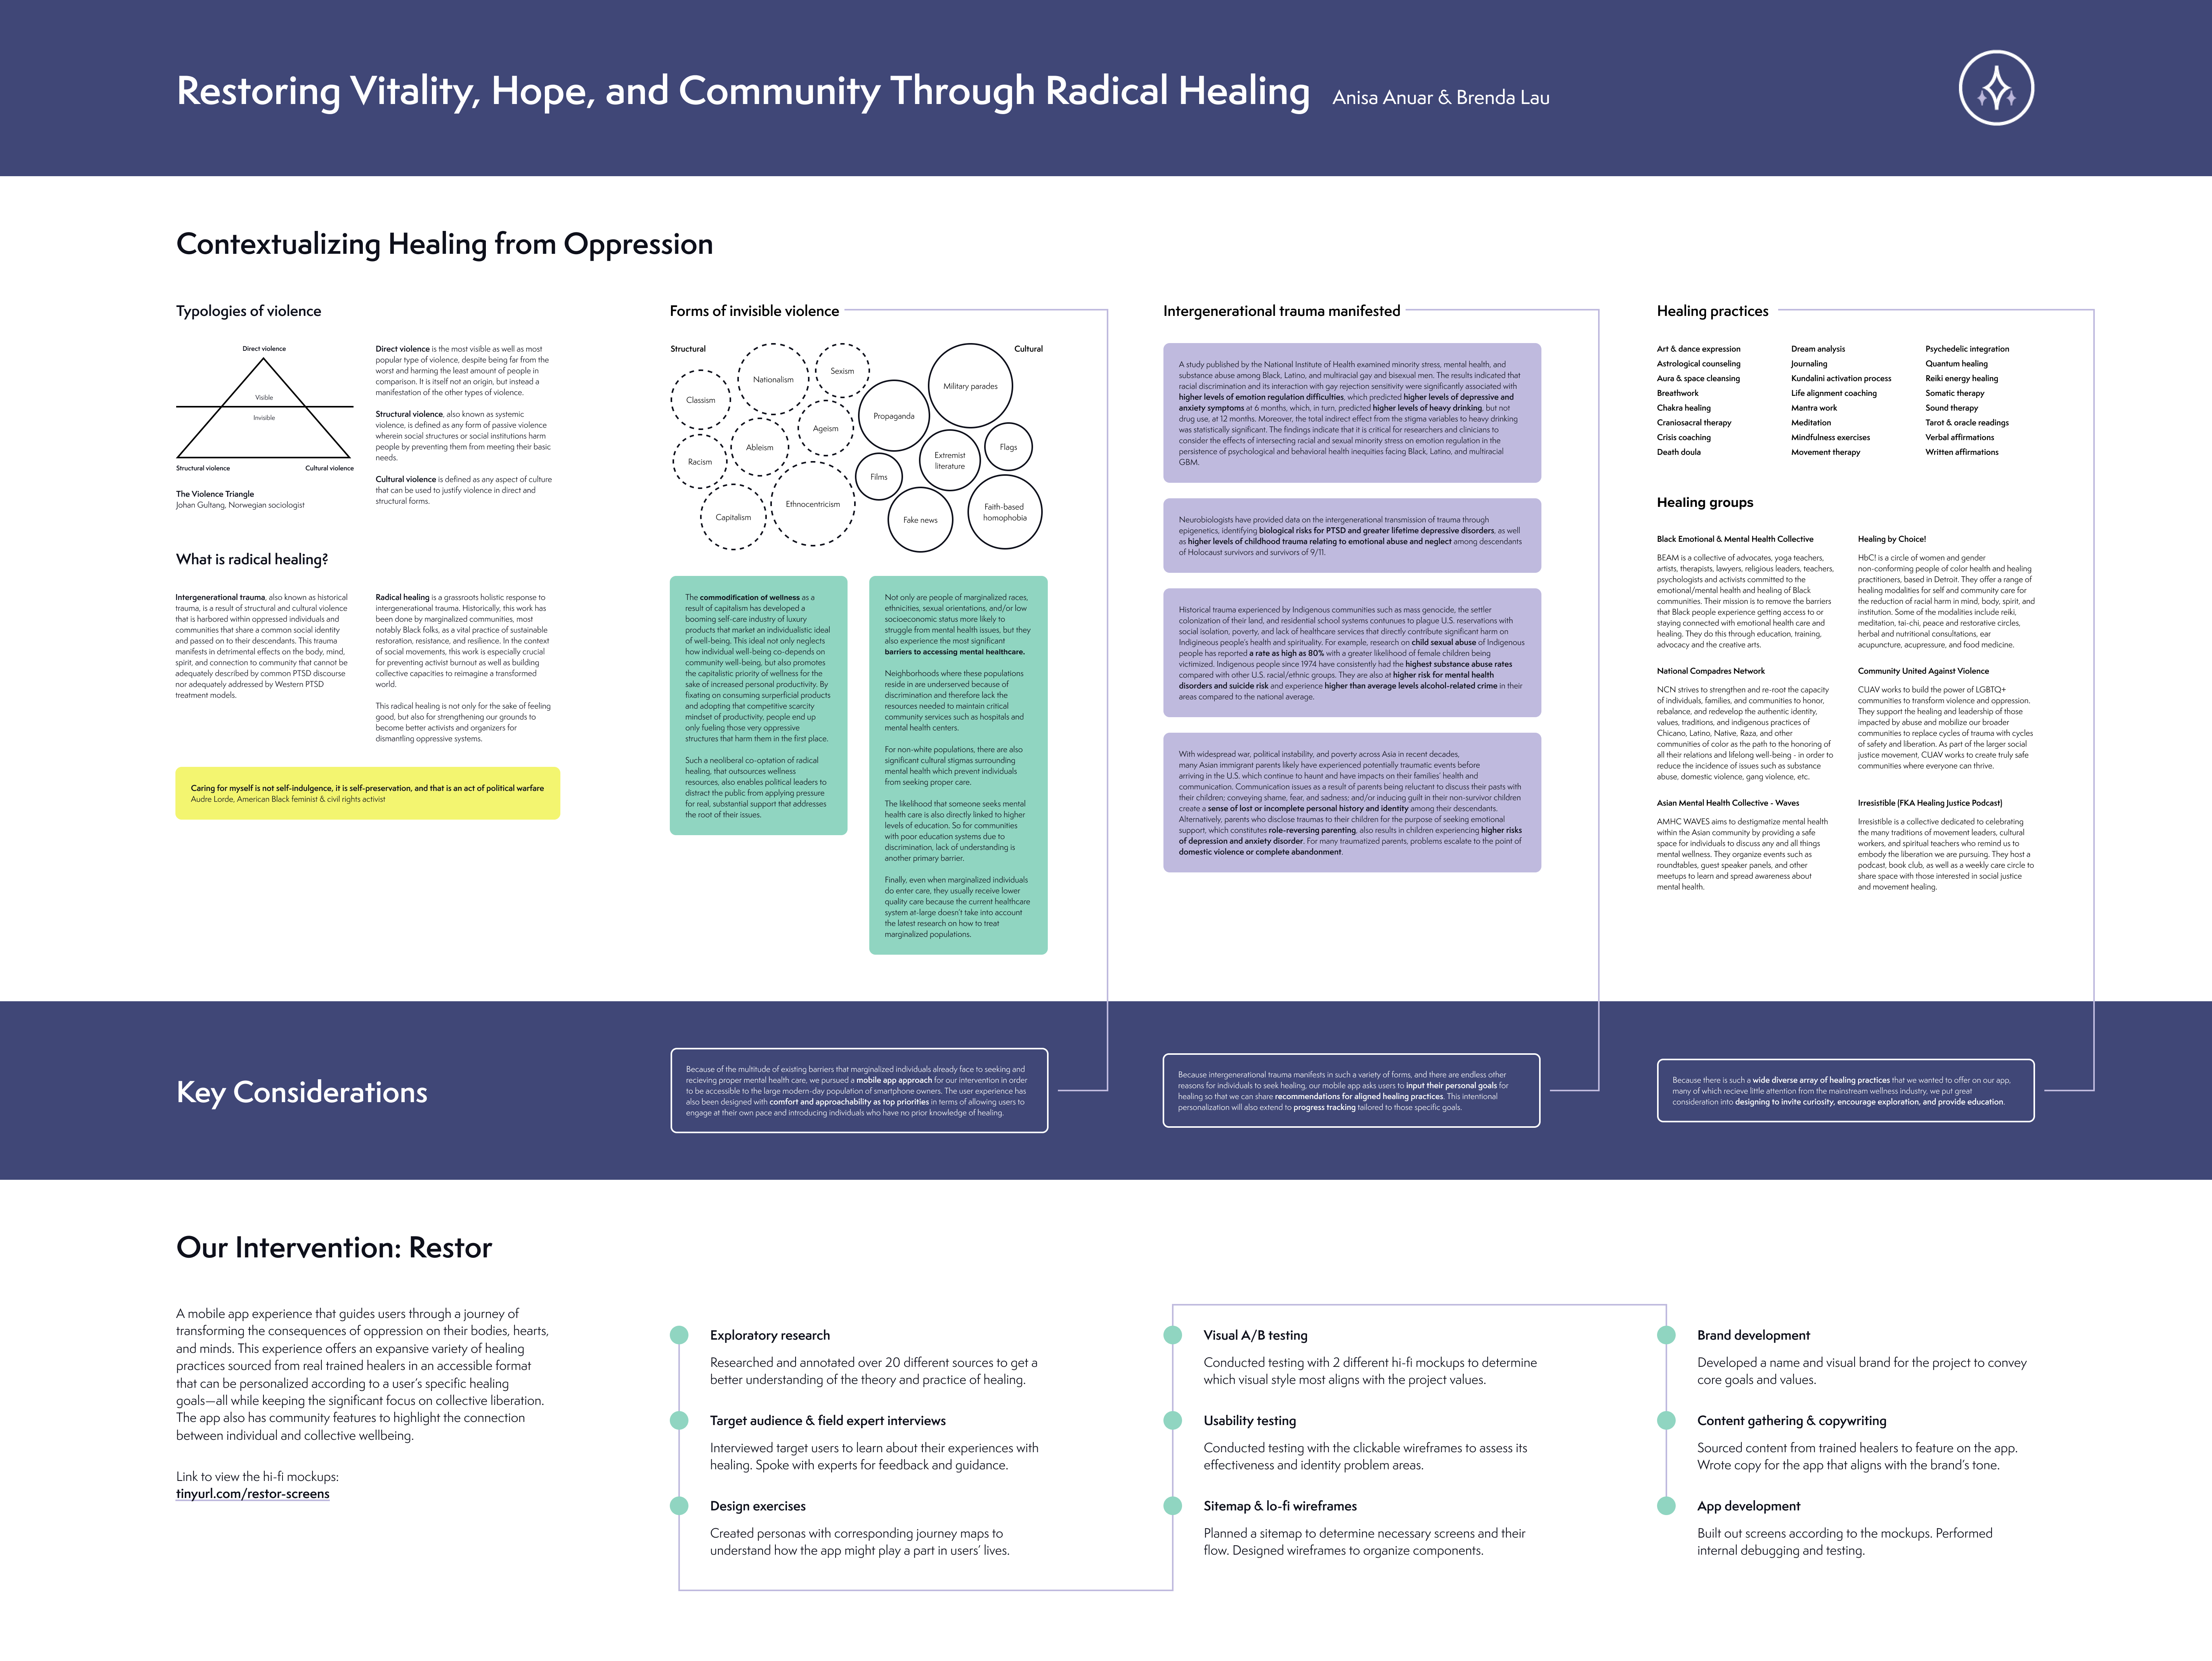 Restoring Vitality, Hope, and Community Through Radical Healing
Anisa Anuar & Brenda Lau
Contextualizing Healing from Oppression
Typologies of violence
Direct violence
Visible
Invisible
Structural violence
Cultural violence
The Violence Triangle
Johan Gultang, Norwegian sociologist
Direct violence is the most visible as well as most
popular type of violence, despite being far from the
worst and harming the least amount of people in
comparison. It is itself not an origin, but instead a
manifestation of the other types of violence.
Structural violence, also known as systemic
violence, is defined as any form of passive violence
wherein social structures or social institutions harm
people by preventing them from meeting their basic
needs.
Cultural violence is defined as any aspect of culture
that can be used to justify violence in direct and
structural forms.
What is radical healing?
Intergenerational trauma, also known as historical
trauma, is a result of structural and cultural violence
that is harbored within oppressed individuals and
communities that share a common social identity
and passed on to their descendants. This trauma
manifests in detrimental effects on the body, mind,
spirit, and connection to community that cannot be
adequately described by common PTSD discourse
nor adequately addressed by Western PTSD
treatment models.
Radical healing is a grassroots holistic response to
intergenerational trauma. Historically, this work has
been done by marginalized communities, most
notably Black folks, as a vital practice of sustainable
restoration, resistance, and resilience. In the context
of social movements, this work is especially crucial
for preventing activist burnout as well as building
collective capacities to reimagine a transformed
world.
This radical healing is not only for the sake of feeling
good, but also for strengthening our grounds to
become better activists and organizers for
dismantling oppressive systems.
Caring for myself is not self-indulgence, it is self-preservation, and that is an act of political warfare
Audre Lorde, American Black feminist & civil rights activist
Forms of invisible violence
Structural
Cultural
Classism
Nationalism
Sexism
Military parades
Propaganda
Racism
Ableism
Ageism
Extremist
literature
Flags
Films
Capitalism
Ethnocentricism
Fake news
Faith-based
homophobia
The commodification of wellness as a
result of capitalism has developed a
booming self-care industry of luxury
products that market an individualistic ideal
of well-being. This ideal not only neglects
how individual well-being co-depends on
community well-being, but also promotes
the capitalistic priority of wellness for the
sake of increased personal productivity. By
fixating on consuming surperficial products
and adopting that competitive scarcity
mindset of productivity, people end up
only fueling those very oppressive
structures that harm them in the first place.
Such a neoliberal co-optation of radical
healing, that outsources wellness
resources, also enables political leaders to
distract the public from applying pressure
for real, substantial support that addresses
the root of their issues.
Not only are people of marginalized races,
ethnicities, sexual orientations, and/or low
socioeconomic status more likely to
struggle from mental health issues, but they
also experience the most significant
barriers to accessing mental healthcare.
Neighborhoods where these populations
reside in are underserved because of
discrimination and therefore lack the
resources needed to maintain critical
community services such as hospitals and
mental health centers.
For non-white populations, there are also
significant cultural stigmas surrounding
mental health which prevent individuals
from seeking proper care.
The likelihood that someone seeks mental
health care is also directly linked to higher
levels of education. So for communities
with poor education systems due to
discrimination, lack of understanding is
another primary barrier.
Finally, even when marginalized individuals
do enter care, they usually receive lower
quality care because the current healthcare
system at-large doesn't take into account
the latest research on how to treat
marginalized populations.
Intergenerational trauma manifested
A study published by the National Institute of Health examined minority stress, mental health, and
substance abuse among Black, Latino, and multiracial gay and bisexual men. The results indicated that
racial discrimination and its interaction with gay rejection sensitivity were significantly associated with
higher levels of emotion regulation difficulties, which predicted higher levels of depressive and
anxiety symptoms at 6 months, which, in turn, predicted higher levels of heavy drinking, but not
drug use, at 12 months. Moreover, the total indirect effect from the stigma variables to heavy drinking
was statistically significant. The findings indicate that it is critical for researchers and clinicians to
consider the effects of intersecting racial and sexual minority stress on emotion regulation in the
persistence of psychological and behavioral health inequities facing Black, Latino, and multiracial
GBM.
Neurobiologists have provided data on the intergenerational transmission of trauma through
epigenetics, identifying biological risks for PTSD and greater lifetime depressive disorders, as well
as higher levels of childhood trauma relating to emotional abuse and neglect among descendants
of Holocaust survivors and survivors of 9/11.
Historical trauma experienced by Indigenous communities such as mass genocide, the settler
colonization of their land, and residential school systems continues to plague U.S. reservations with
social isolation, poverty, and lack of healthcare services that directly contribute significant harm on
Indigineous people's health and spirituality. For example, research on child sexual abuse of Indigenous
people has reported a rate as high as 80% with a greater likelihood of female children being
victimized. Indigenous people since 1974 have consistently had the highest substance abuse rates
compared with other U.S. racial/ethnic groups. They are also at higher risk for mental health
disorders and suicide risk and experience higher than average levels alcohol-related crime in their
areas compared to the national average.
With widespread war, political instability, and poverty across Asia in recent decades,
many Asian immigrant parents likely have experienced potentially traumatic events before
arriving in the U.S. which continue to haunt and have impacts on their families' health and
communication. Communication issues as a result of parents being reluctant to discuss their pasts with
their children; conveying shame, fear, and sadness; and/or inducing guilt in their non-survivor children
create a sense of lost or incomplete personal history and identity among their descendants.
Alternatively, parents who disclose traumas to their children for the purpose of seeking emotional
support, which constitutes role-reversing parenting, also results in children experiencing higher risks
of depression and anxiety disorder. For many traumatized parents, problems escalate to the point of
domestic violence or complete abandonment.
Healing practices
Art & dance expression
Astrological counseling
Aura & space cleansing
Breathwork
Chakra healing
Craniosacral therapy
Crisis coaching
Death doula
Dream analysis
Journaling
Kundalini activation process
Life alignment coaching
Mantra work
Meditation
Mindfulness exercises
Movement therapy
Psychedelic integration
Quantum healing
Reiki energy healing
Somatic therapy
Sound therapy
Tarot & oracle readings
Verbal affirmations
Written affirmations
Healing groups
Black Emotional & Mental Health Collective
BEAM is a collective of advocates, yoga teachers,
artists, therapists, lawyers, religious leaders, teachers,
psychologists and activists committed to the
emotional/mental health and healing of Black
communities. Their mission is to remove the barriers
that Black people experience getting access to or
staying connected with emotional health care and
healing. They do this through education, training,
advocacy and the creative arts.
Healing by Choice!
HbC! is a circle of women and gender
non-conforming people of color health and healing
practitioners, based in Detroit. They offer a range of
healing modalities for self and community care for
the reduction of racial harm in mind, body, spirit, and
institution. Some of the modalities include reiki,
meditation, tai-chi, peace and restorative circles,
herbal and nutritional consultations, ear
acupuncture, acupressure, and food medicine.
National Compadres Network
NCN strives to strengthen and re-root the capacity
of individuals, families, and communities to honor,
rebalance, and redevelop the authentic identity,
values, traditions, and indigenous practices of
Chicano, Latino, Native, Raza, and other
communities of color as the path to the honoring of
all their relations and lifelong well-being - in order to
reduce the incidence of issues such as substance
abuse, domestic violence, gang violence, etc.
Community United Against Violence
CUAV works to build the power of LGBTQ+
communities to transform violence and oppression.
They support the healing and leadership of those
impacted by abuse and mobilize our broader
communities to replace cycles of trauma with cycles
of safety and liberation. As part of the larger social
justice movement, CUAV works to create truly safe
communities where everyone can thrive.
Asian Mental Health Collective - Waves
AMHC WAVES aims to destigmatize mental health
within the Asian community by providing a safe
space for individuals to discuss any and all things
mental wellness. They organize events such as
roundtables, guest speaker panels, and other
meetups to learn and spread awareness about
mental health.
Irresistible (FKA Healing Justice Podcast)
Irresistible is a collective dedicated to celebrating
the many traditions of movement leaders, cultural
workers, and spiritual teachers who remind us to
embody the liberation we are pursuing. They host a
podcast, book club, as well as a weekly care circle to
share space with those interested in social justice
and movement healing.
Key Considerations
Because of the multitude of existing barriers that marginalized individuals already face to seeking and
recieving proper mental health care, we pursued a mobile app approach for our intervention in order
to be accessible to the large modern-day population of smartphone owners. The user experience has
also been designed with comfort and approachability as top priorities in terms of allowing users to
engage at their own pace and introducing individuals who have no prior knowledge of healing.
Because intergenerational trauma manifests in such a variety of forms, and there are endless other
reasons for individuals to seek healing, our mobile app asks users to input their personal goals for
healing so that we can share recommendations for aligned healing practices. This intentional
personalization will also extend to progress tracking tailored to those specific goals.
Because there is such a wide diverse array of healing practices that we wanted to offer on our app,
many of which recieve little attention from the mainstream wellness industry, we put great
consideration into designing to invite curiosity, encourage exploration, and provide education.
Our Intervention: Restor
A mobile app experience that guides users through a journey of
transforming the consequences of oppression on their bodies, hearts,
and minds. This experience offers an expansive variety of healing
practices sourced from real trained healers in an accessible format
that can be personalized according to a user's specific healing
goals—all while keeping the significant focus on collective liberation.
The app also has community features to highlight the connection
between individual and collective wellbeing.
Link to view the hi-fi mockups:
tinyurl.com/restor-screens
Exploratory research
Researched and annotated over 20 different sources to get a
better understanding of the theory and practice of healing.
Target audience & field expert interviews
Interviewed target users to learn about their experiences with
healing. Spoke with experts for feedback and guidance.
Design exercises
Created personas with corresponding journey maps to
understand how the app might play a part in users' lives.
Visual A/B testing
Conducted testing with 2 different hi-fi mockups to determine
which visual style most aligns with the project values.
Usability testing
Conducted testing with the clickable wireframes to assess its
effectiveness and identity problem areas.
Sitemap & lo-fi wireframes
Planned a sitemap to determine necessary screens and their
flow. Designed wireframes to organize components.
Brand development
Developed a name and visual brand for the project to convey
core goals and values.
Content gathering & copywriting
Sourced content from trained healers to feature on the app.
Wrote copy for the app that aligns with the brand's tone.
App development
Built out screens according to the mockups. Performed
internal debugging and testing.